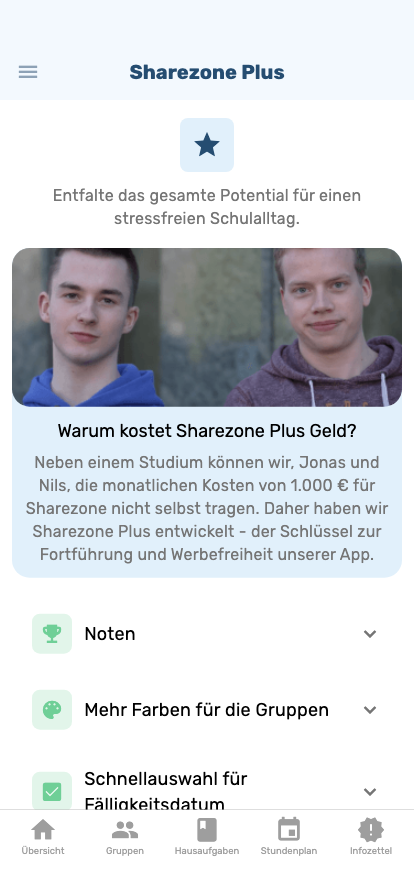 Sharezone Plus
Entfalte das gesamte Potential für einen
stressfreien Schulalltag.
Warum kostet Sharezone Plus Geld?
Neben einem Studium können wir, Jonas und
Nils, die monatlichen Kosten von 1.000 € für
Sharezone nicht selbst tragen. Daher haben wir
Sharezone Plus entwickelt - der Schlüssel zur
Fortführung und Werbefreiheit unserer App.
Noten
Mehr Farben für die Gruppen
Schnellauswahl für
Fälligkeitsdatum
Übersicht
Gruppen
Hausaufgaben
Stundenplan
Infozettel